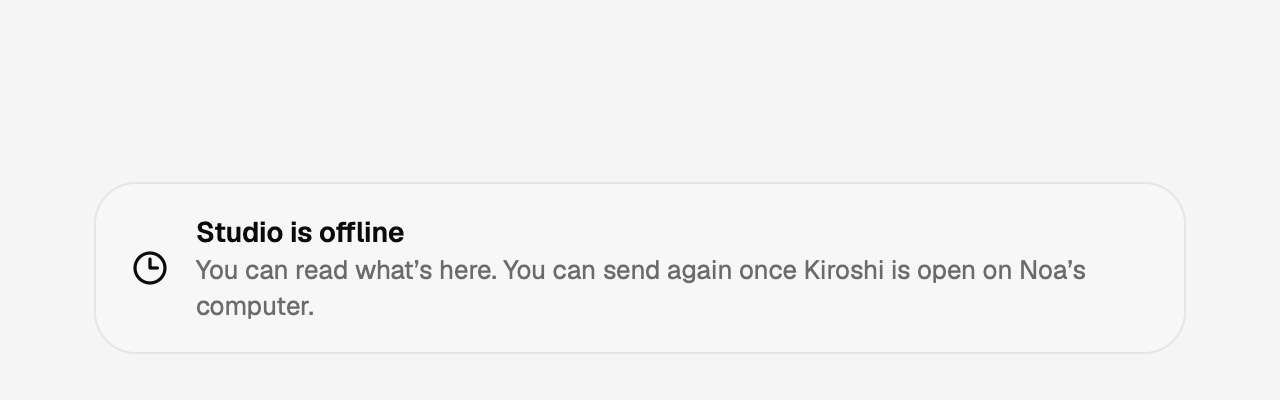 Studio is offline
You can read what’s here. You can send again once Kiroshi is open on Noa’s
computer.